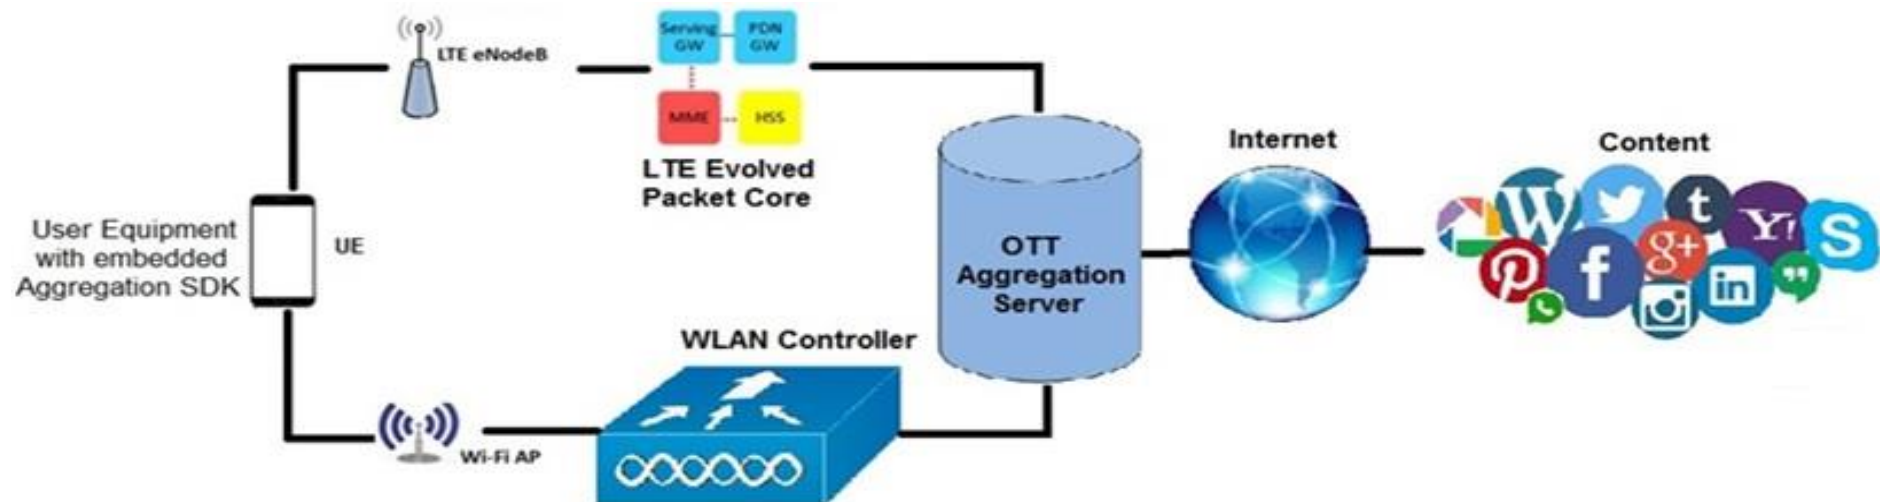 LTE eNodeB
Serving
GW
PDN
GW
MME
HSS
LTE Evolved
Packet Core
User Equipment
with embedded
Aggregation SDK
UE
Wi-Fi AP
WLAN Controller
OTT
Aggregation
Server
Internet
Content
W
t
Y!
S
g+
f
in